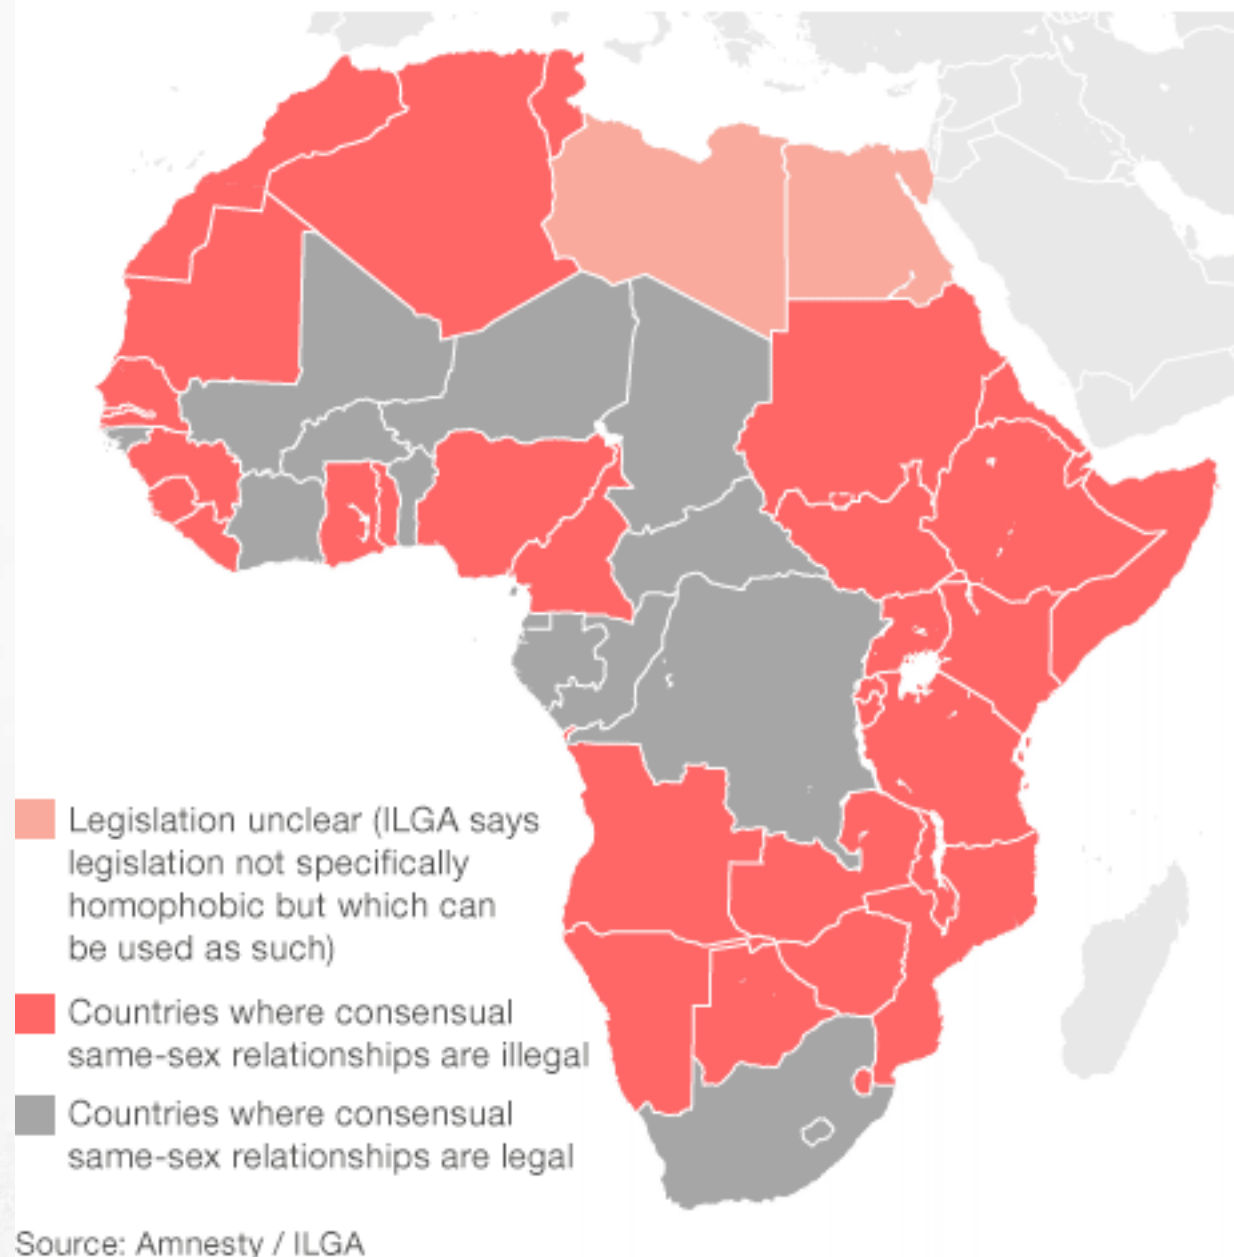 Legislation unclear (ILGA says
legislation not specifically
homophobic but which can
be used as such)
Countries where consensual
same-sex relationships are illegal
Countries where consensual
same-sex relationships are legal
Source: Amnesty / ILGA